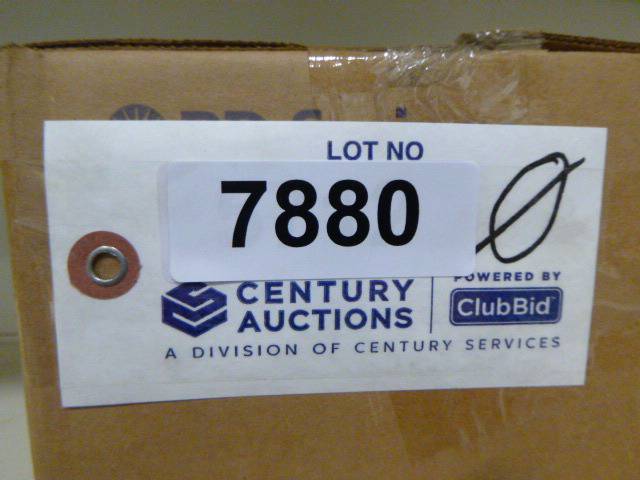 LOT NO
7880
CENTURY
AUCTIONS
POWERED BY
ClubBid
A DIVISION OF CENTURY SERVICES